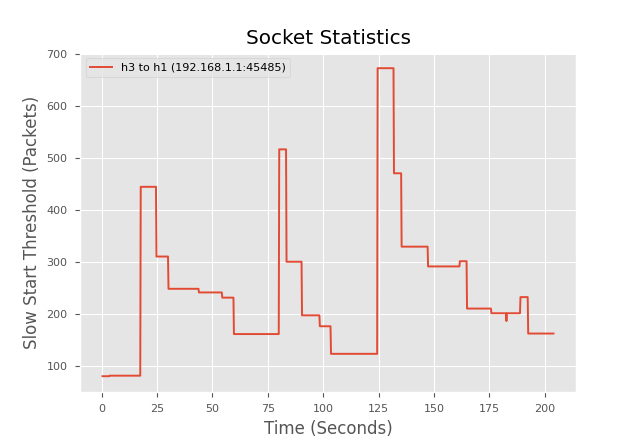 Socket Statistics
h3 to h1 (192.168.1.1:45485)
Slow Start Threshold (Packets)
700
600
500
400
300
200
100
0 25 50 75 100 125 150 175 200
Time (Seconds)